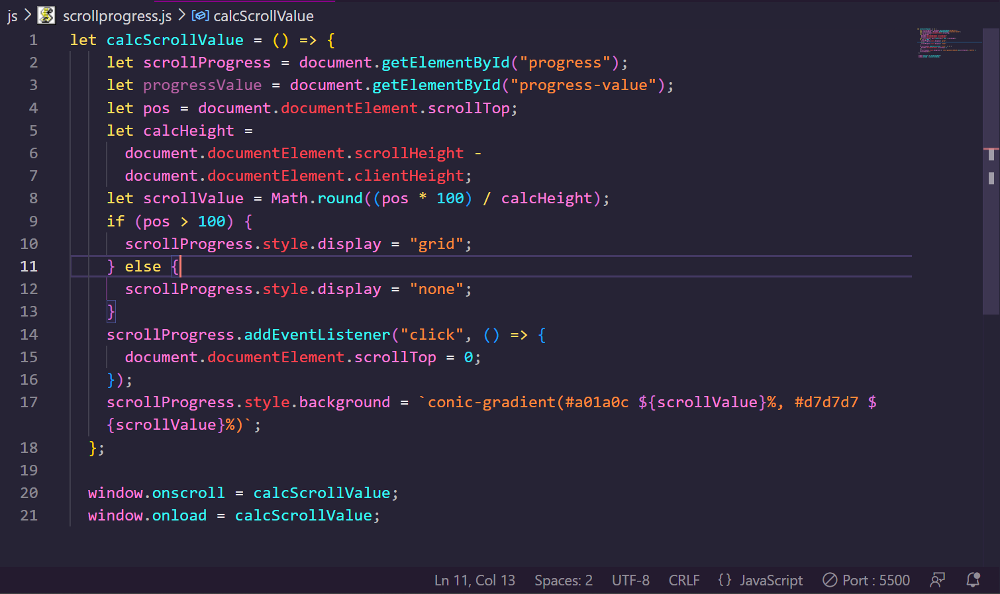 js > scrollprogress.js > calcScrollValue
1 let calcScrollValue = () => {
2     let scrollProgress = document.getElementById("progress");
3     let progressValue = document.getElementById("progress-value");
4     let pos = document.documentElement.scrollTop;
5     let calcHeight =
6       document.documentElement.scrollHeight -
7       document.documentElement.clientHeight;
8     let scrollValue = Math.round((pos * 100) / calcHeight);
9     if (pos > 100) {
10       scrollProgress.style.display = "grid";
11     } else {
12       scrollProgress.style.display = "none";
13     }
14     scrollProgress.addEventListener("click", () => {
15       document.documentElement.scrollTop = 0;
16     });
17     scrollProgress.style.background = `conic-gradient(#a01a0c ${scrollValue}%, #d7d7d7 $
{scrollValue}%)`;
18   };
19
20   window.onscroll = calcScrollValue;
21   window.onload = calcScrollValue;
Ln 11, Col 13 Spaces: 2 UTF-8 CRLF {} JavaScript Port : 5500